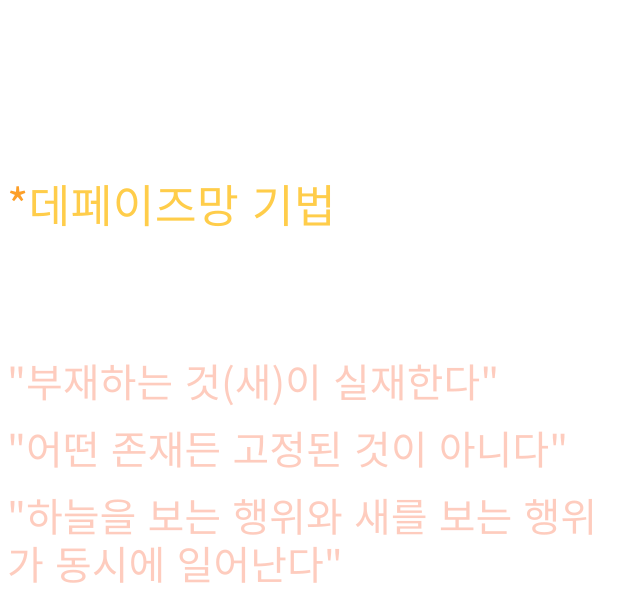 *데페이즈망 기법
"부재하는 것(새)이 실재한다"
"어떤 존재든 고정된 것이 아니다"
"하늘을 보는 행위와 새를 보는 행위
가 동시에 일어난다"